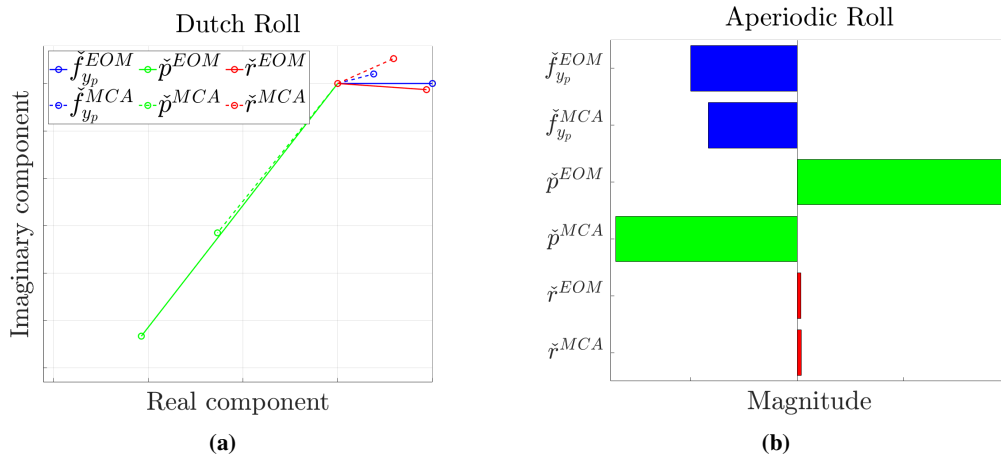 Dutch Roll
f̌_{y_p}^{EOM} p̌^{EOM} ř^{EOM}
f̌_{y_p}^{MCA} p̌^{MCA} ř^{MCA}
Imaginary component
Real component
(a)
Aperiodic Roll
f̌_{y_p}^{EOM}
f̌_{y_p}^{MCA}
p̌^{EOM}
p̌^{MCA}
ř^{EOM}
ř^{MCA}
Magnitude
(b)